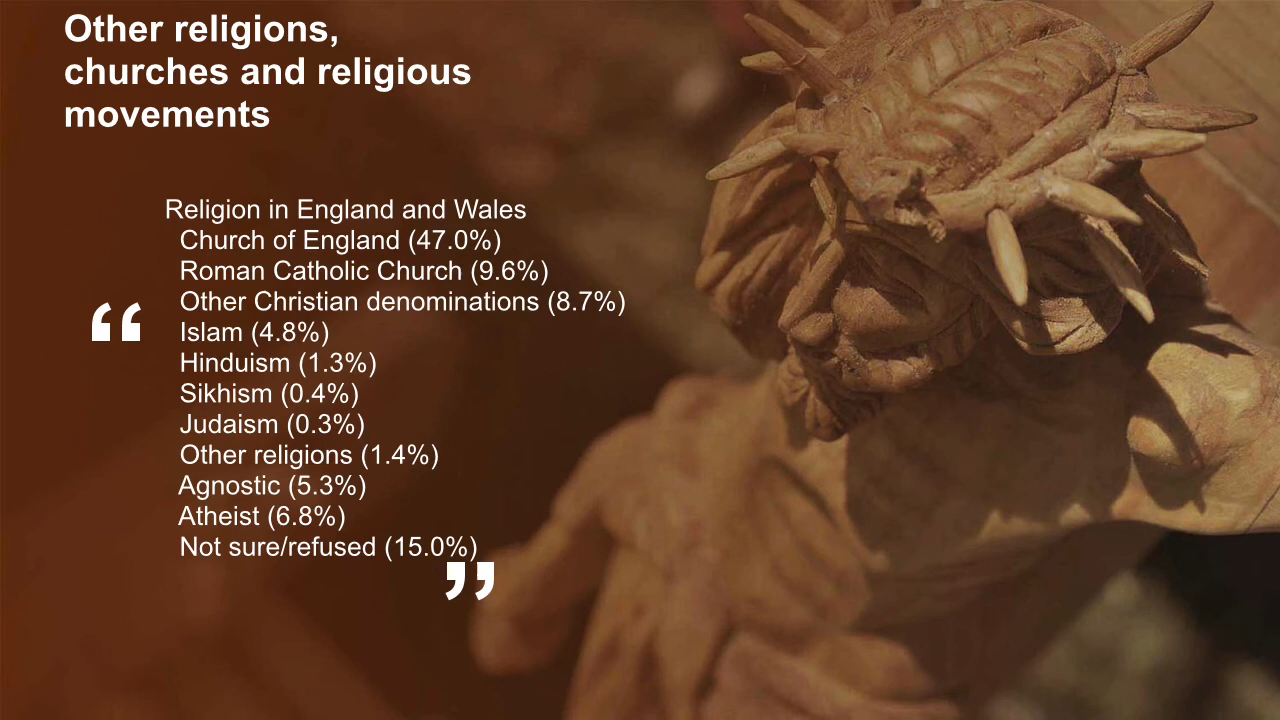 Other religions,
churches and religious
movements
Religion in England and Wales
Church of England (47.0%)
Roman Catholic Church (9.6%)
Other Christian denominations (8.7%)
“
Islam (4.8%)
Hinduism (1.3%)
Sikhism (0.4%)
Judaism (0.3%)
Other religions (1.4%)
Agnostic (5.3%)
Atheist (6.8%)
Not sure/refused (15.0%)
”